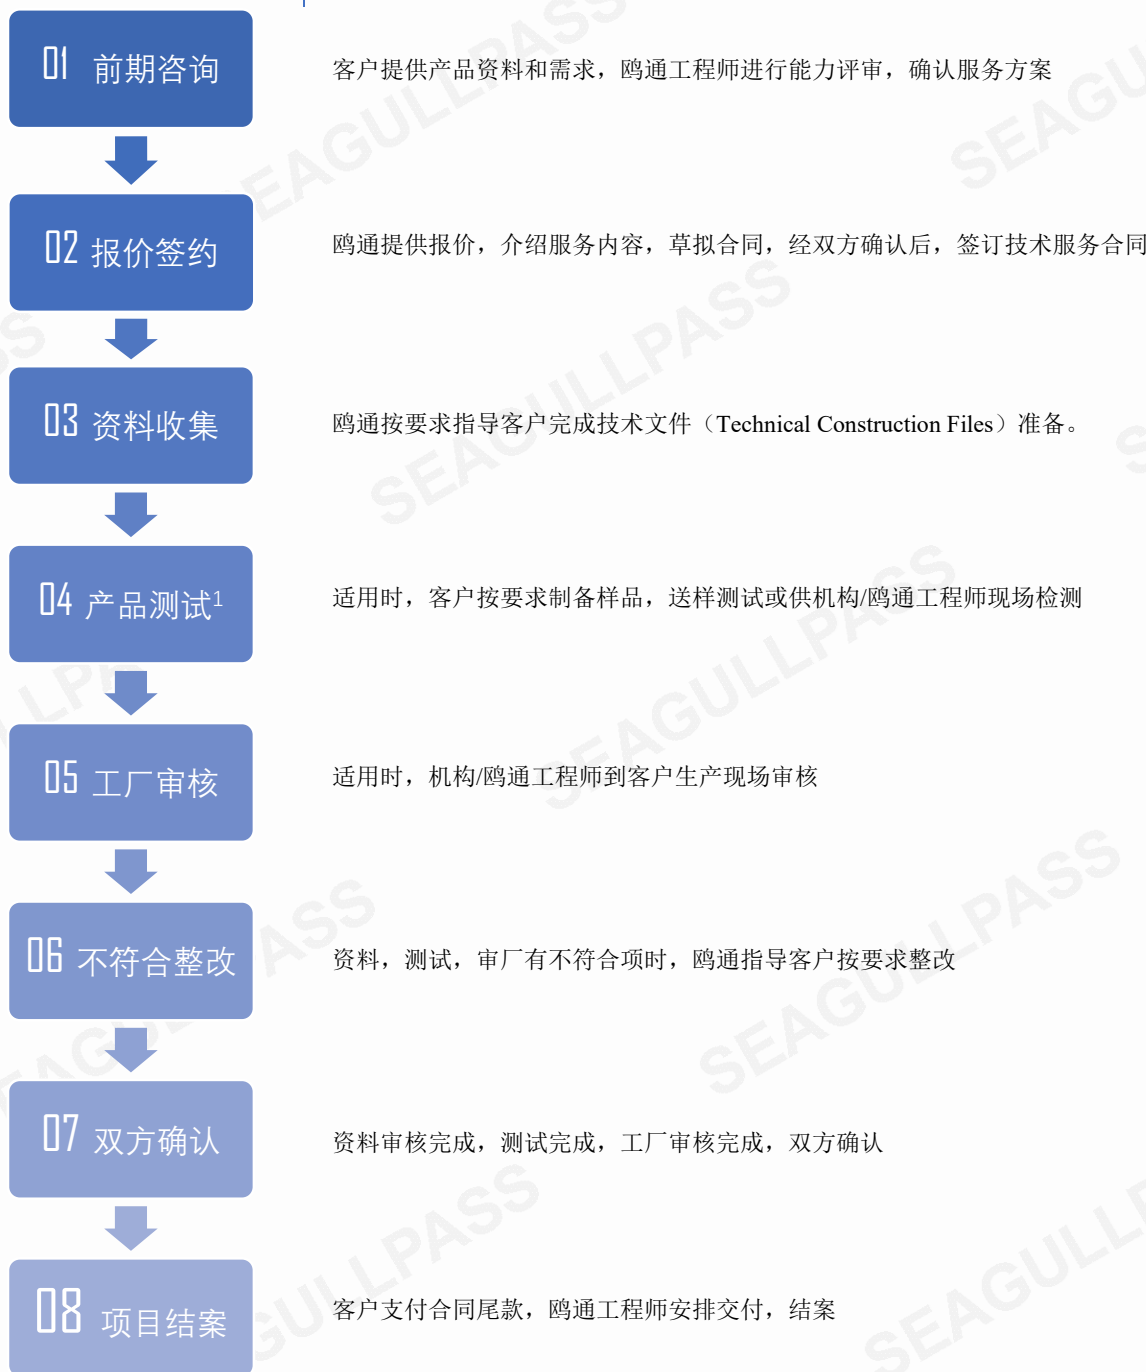 01 前期咨询
客户提供产品资料和需求，鸥通工程师进行能力评审，确认服务方案
02 报价签约
鸥通提供报价，介绍服务内容，草拟合同，经双方确认后，签订技术服务合同
03 资料收集
鸥通按要求指导客户完成技术文件（Technical Construction Files）准备。
04 产品测试¹
适用时，客户按要求制备样品，送样测试或供机构/鸥通工程师现场检测
05 工厂审核
适用时，机构/鸥通工程师到客户生产现场审核
06 不符合整改
资料，测试，审厂有不符合项时，鸥通指导客户按要求整改
07 双方确认
资料审核完成，测试完成，工厂审核完成，双方确认
08 项目结案
客户支付合同尾款，鸥通工程师安排交付，结案
SEAGULLPASS
SEAGULLPASS
SEAGULLPASS
SEAGULLPASS